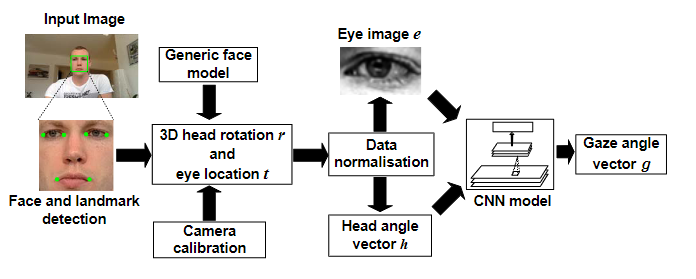 Input Image
Face and landmark
detection
Generic face
model
3D head rotation r
and
eye location t
Camera
calibration
Eye image e
Data
normalisation
Head angle
vector h
CNN model
Gaze angle
vector g